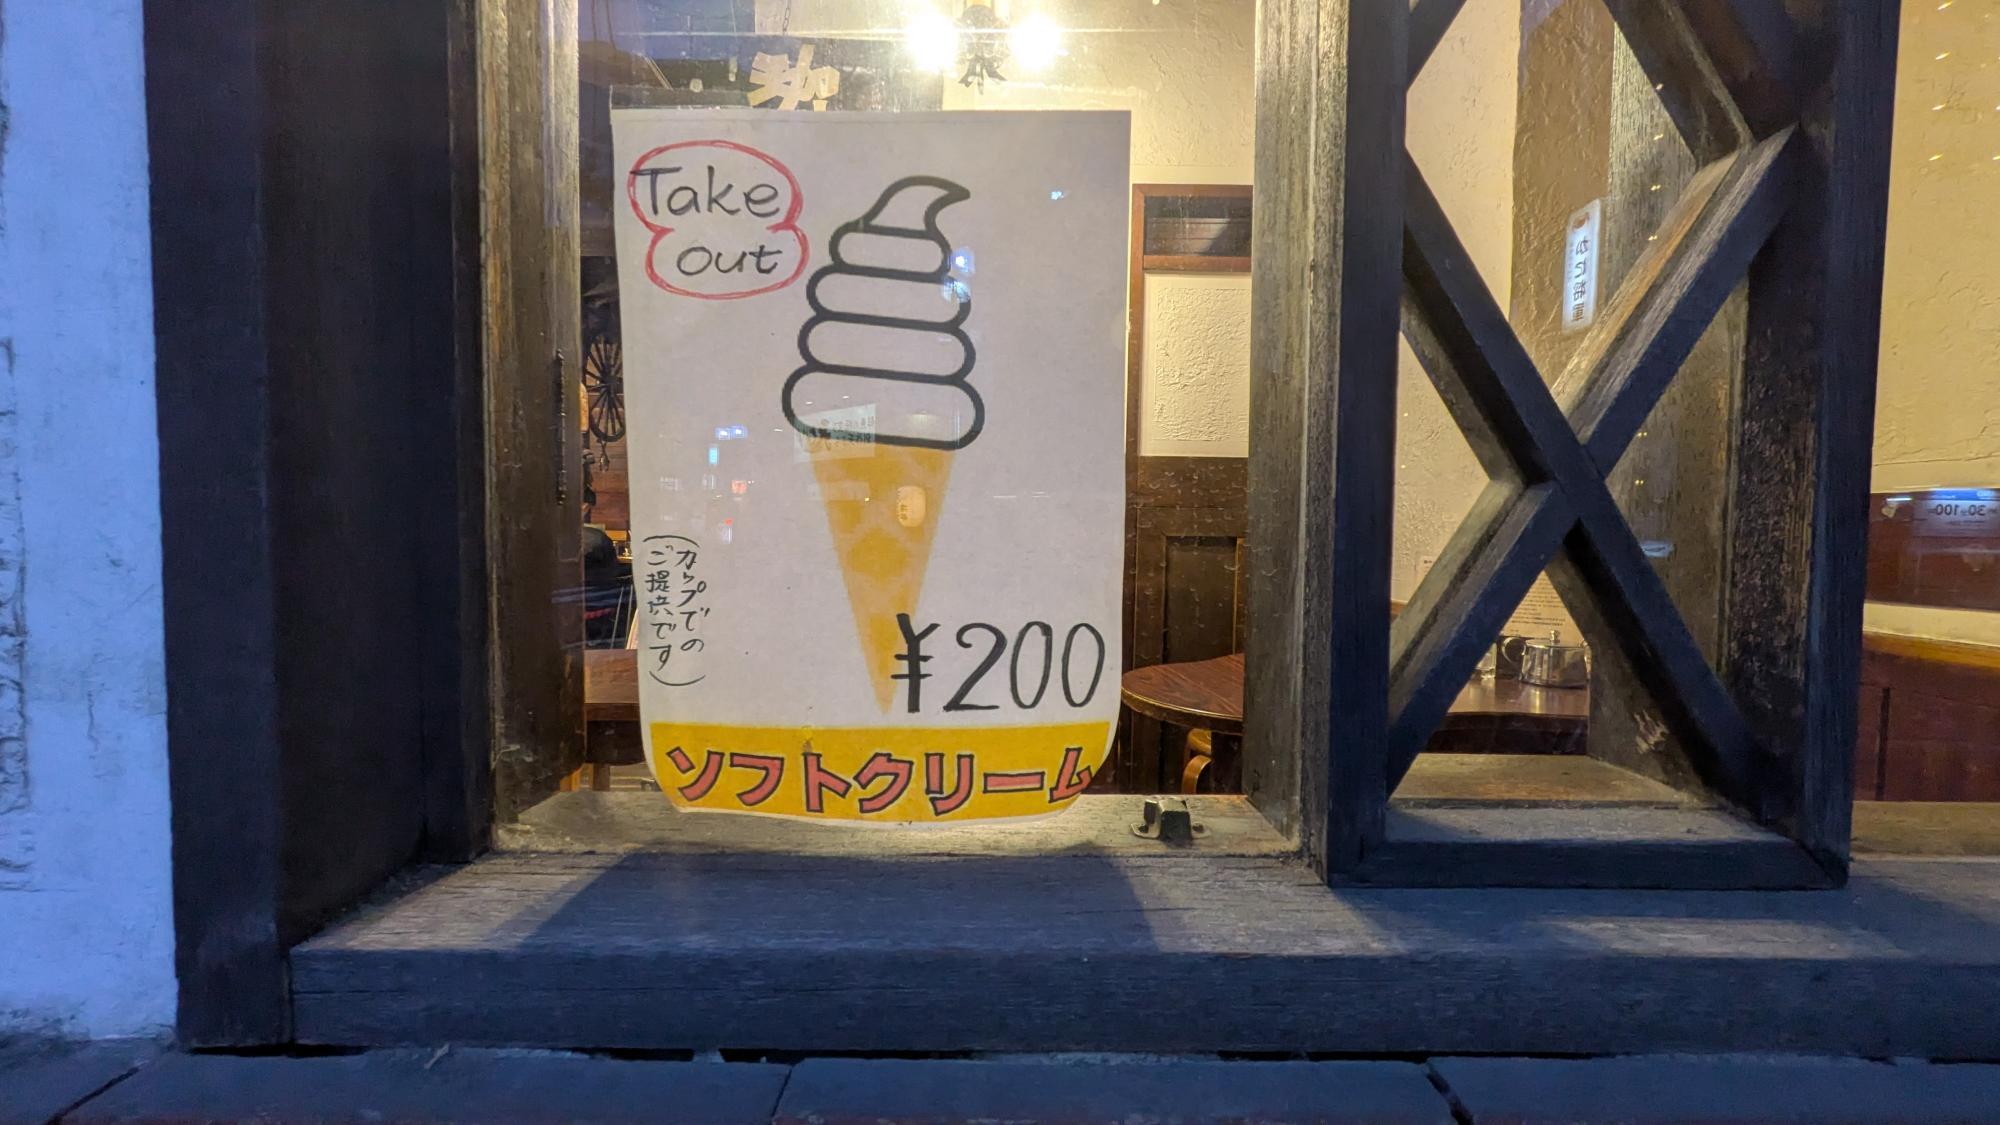 珈
Take
out
¥200
カップでの
ご提供です
ソフトクリーム